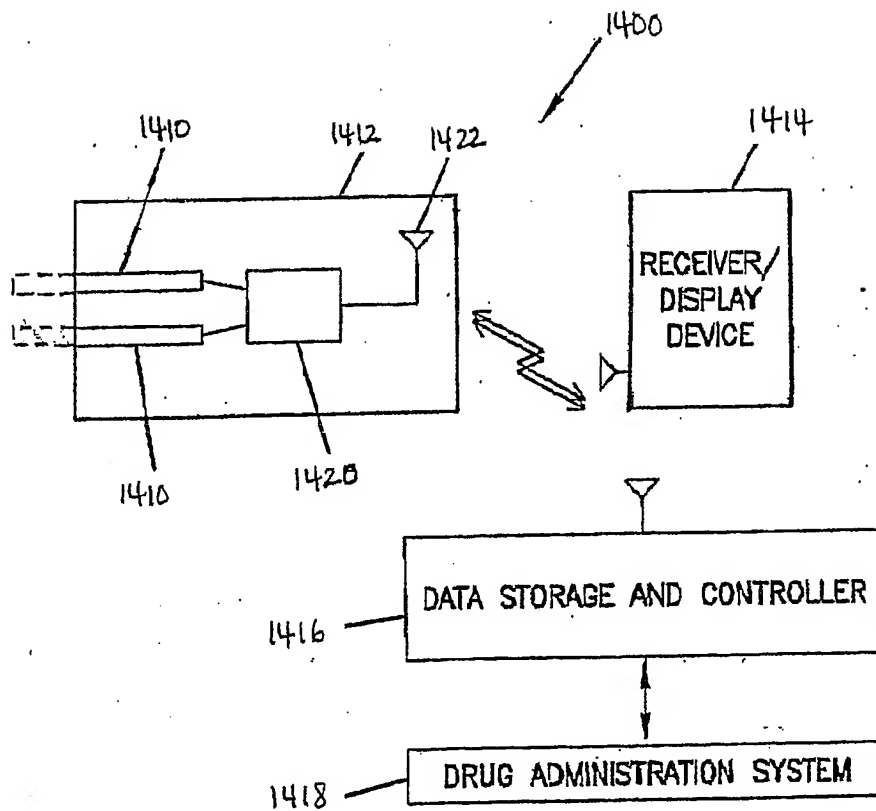 1400
1410
1412
1422
1414
RECEIVER/
DISPLAY
DEVICE
1410
1420
DATA STORAGE AND CONTROLLER
1416
DRUG ADMINISTRATION SYSTEM
1418